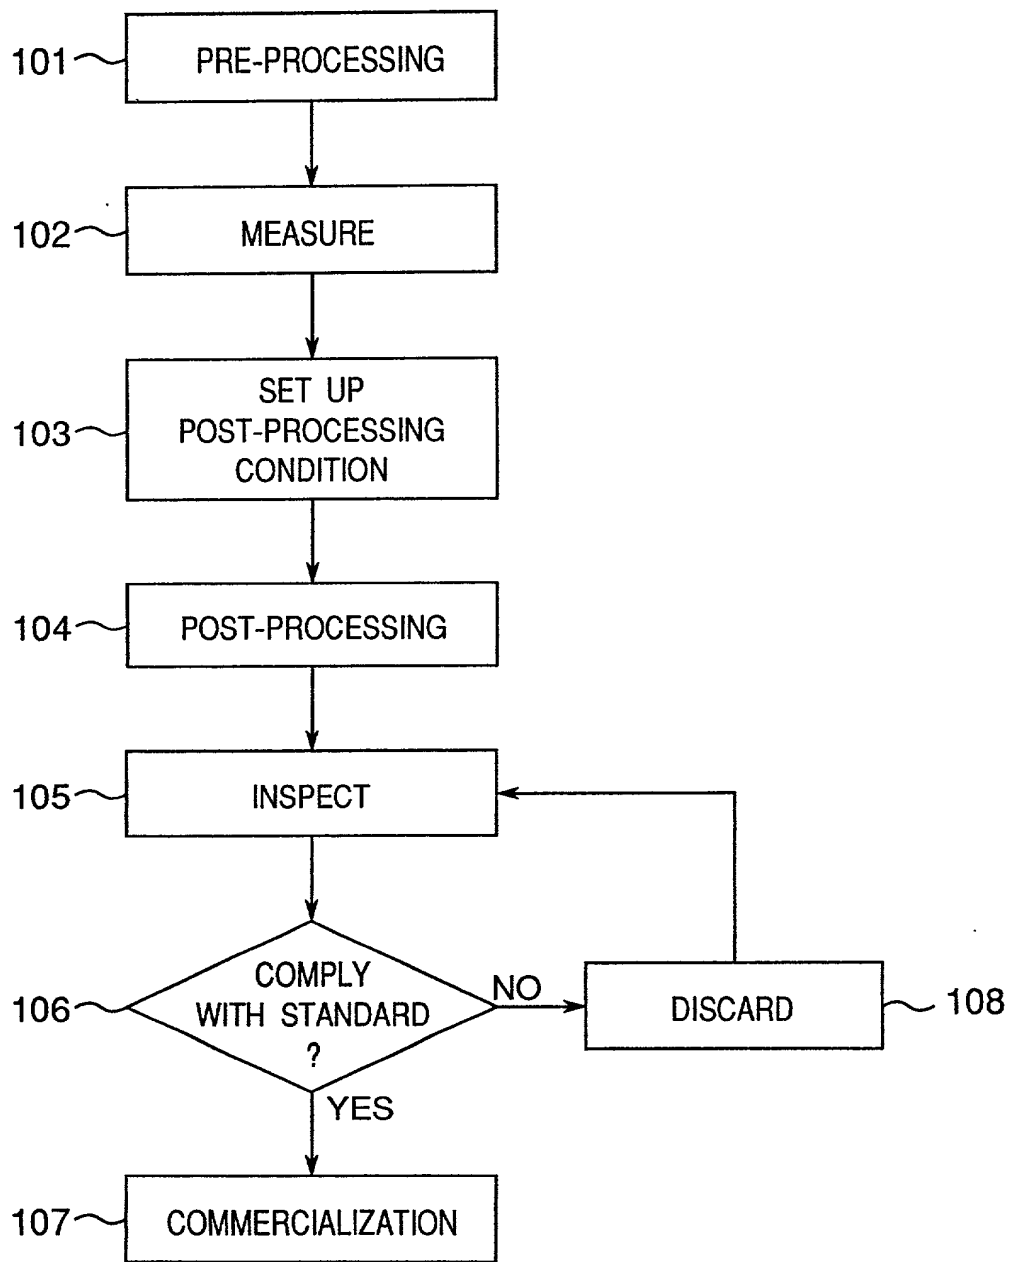 101
PRE-PROCESSING
102
MEASURE
103
SET UP
POST-PROCESSING
CONDITION
104
POST-PROCESSING
105
INSPECT
106
COMPLY
WITH STANDARD
?
NO
DISCARD
108
YES
107
COMMERCIALIZATION